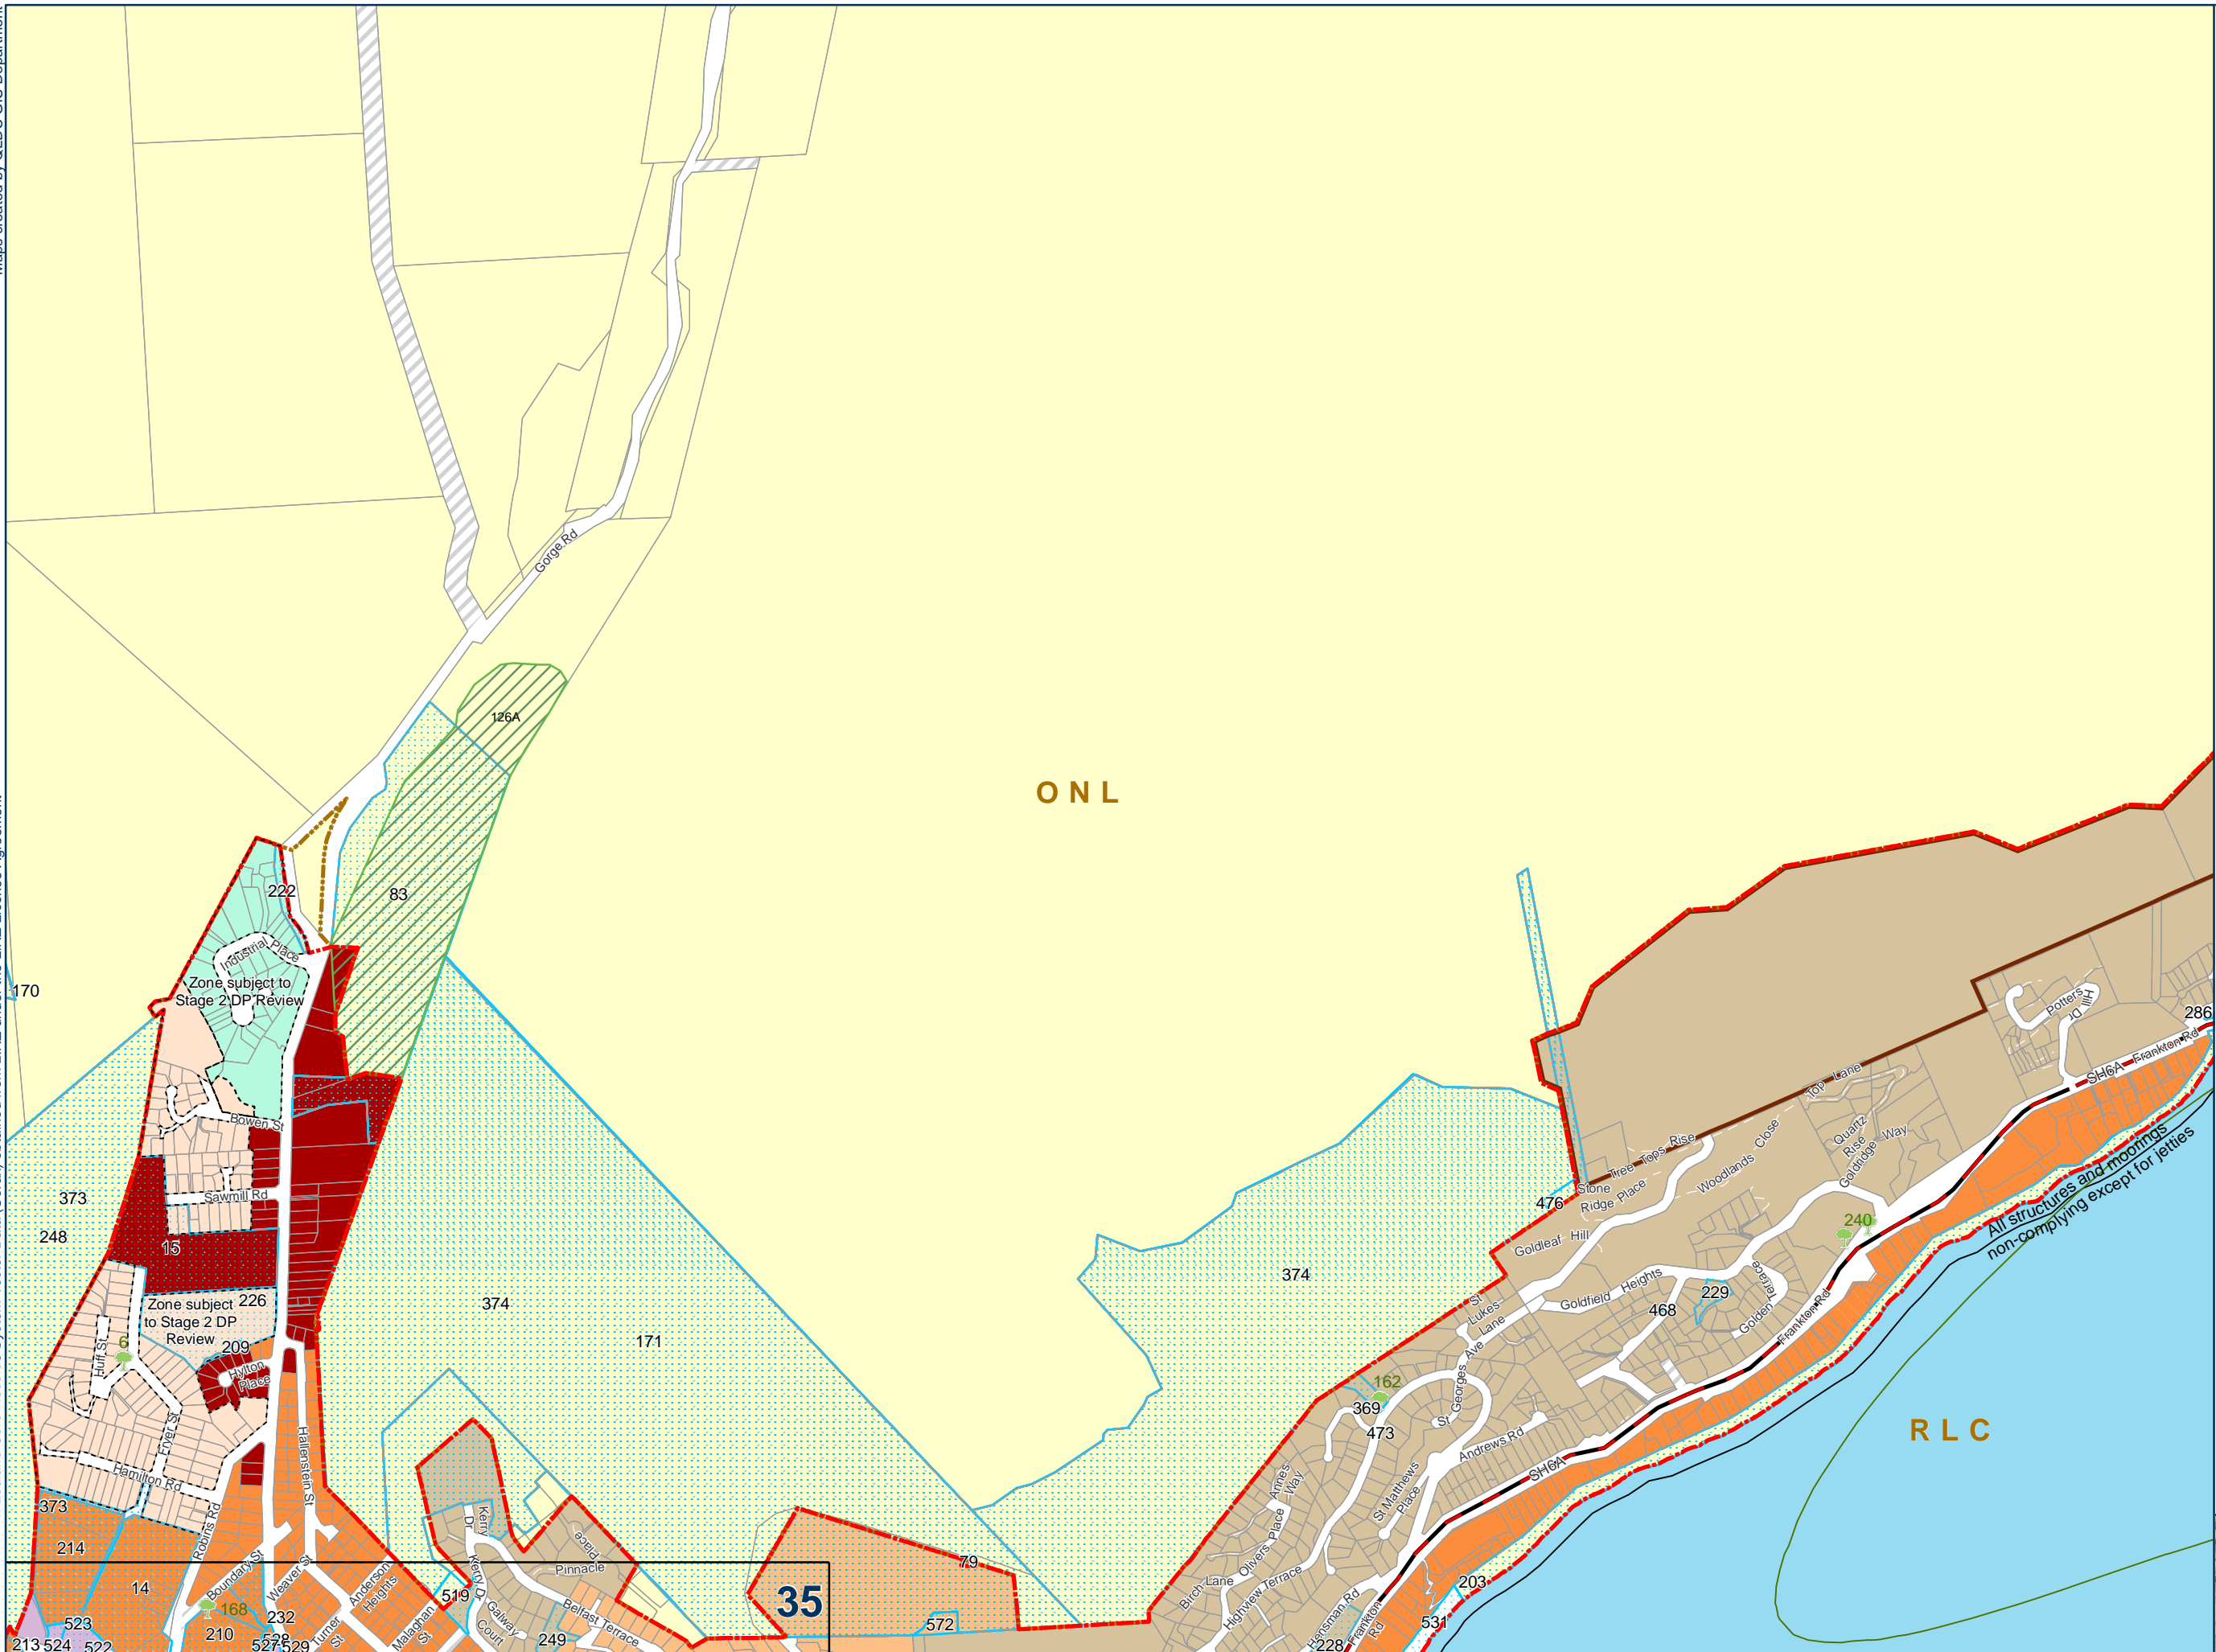 Gorge Rd
126A
O N L
83
222
Industrial Place
Zone subject to
Stage 2 DP Review
170
Potters
Hill Dr
286
SH6A
Frankton Rd
Top Lane
Bowen St
Quartz
Rise
Goldridge Way
Tree Tops Rise
Woodlands Close
Stone
Ridge Place
476
All structures and moorings
non-complying except for jetties
373
Sawmill Rd
248
15
240
Goldleaf Hill
374
374
Goldfield Heights
229
468
Golden Terrace
Frankton Rd
Zone subject
to Stage 2 DP
Review
226
St
Lukes
Lane
171
6
Huff St
209
Hylton
Place
Ave
St Georges
162
369
473
R L C
Fryer St
Hallenstein St
Andrews Rd
SH6A
Hamilton Rd
St Matthews
Place
Annes
Way
373
Robins Rd
Kerry
Dr
Place
Pinnacle
214
14
Boundary St
Weaver St
Anderson
Heights
Kerry Dr
79
Olivers Place
Birch Lane
Highview Terrace
Hensman Rd
203
35
519
168
232
523
210
Turner
St
Malaghan
St
Galway
Court
Belfast Terrace
249
572
Frankton
Rd
531
228
213
524
522
527
528
529